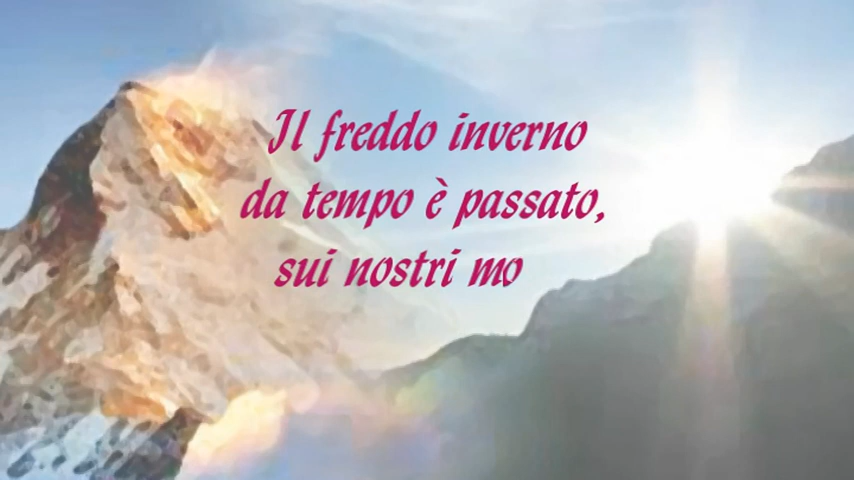 Il freddo inverno
da tempo è passato,
sui nostri mo